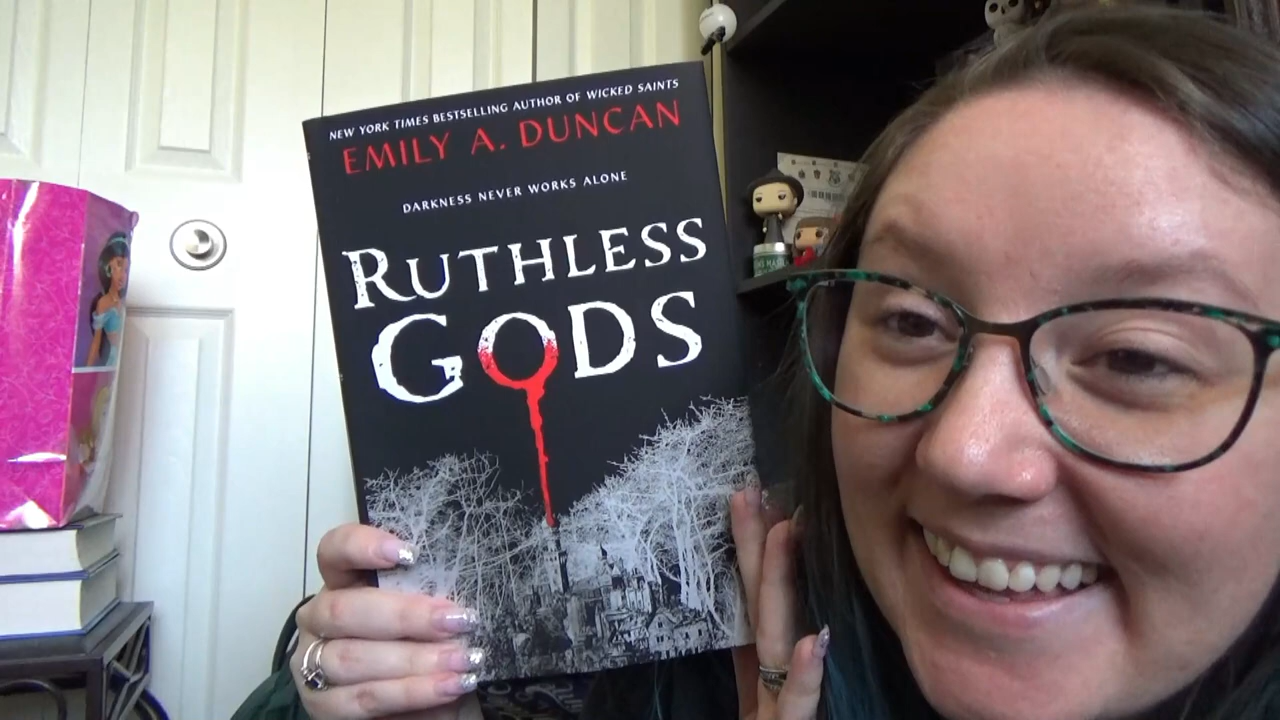 NEW YORK TIMES BESTSELLING AUTHOR OF WICKED SAINTS
EMILY A. DUNCAN
DARKNESS NEVER WORKS ALONE
RUTHLESS
GODS